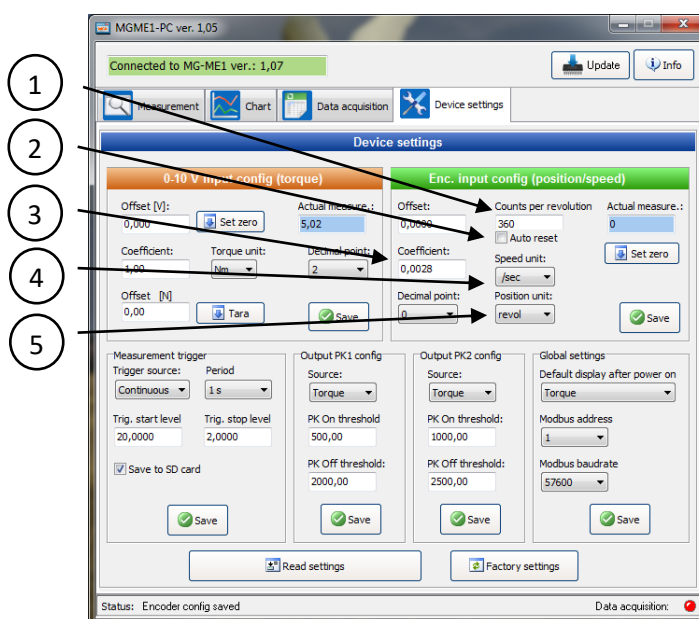 MGME1-PC ver. 1,05
Connected to MG-ME1 ver.: 1,07
Update
Info
1
Measurement
Chart
Data acquisition
Device settings
2
Device settings
0-10 V input config (torque)
Enc. input config (position/speed)
3
Offset [V]:
Actual measure.:
0,000
Set zero
5,02
Coefficient:
Torque unit:
Decimal point:
1,00
Nm
2
Offset [N]
0,00
Tara
Save
Offset:
Counts per revolution
Actual measure.:
0,0000
360
0
Auto reset
Coefficient:
Speed unit:
Set zero
0,0028
/sec
Decimal point:
Position unit:
0
revol
Save
4
5
Measurement trigger
Trigger source:
Period
Continuous
1 s
Trig. start level
Trig. stop level
20,0000
2,0000
Save to SD card
Save
Output PK1 config
Source:
Torque
PK On threshold
500,00
PK Off threshold:
2000,00
Save
Output PK2 config
Source:
Torque
PK On threshold:
1000,00
PK Off threshold:
2500,00
Save
Global settings
Default display after power on
Torque
Modbus address
1
Modbus baudrate
57600
Save
Read settings
Factory settings
Status: Encoder config saved
Data acquisition: